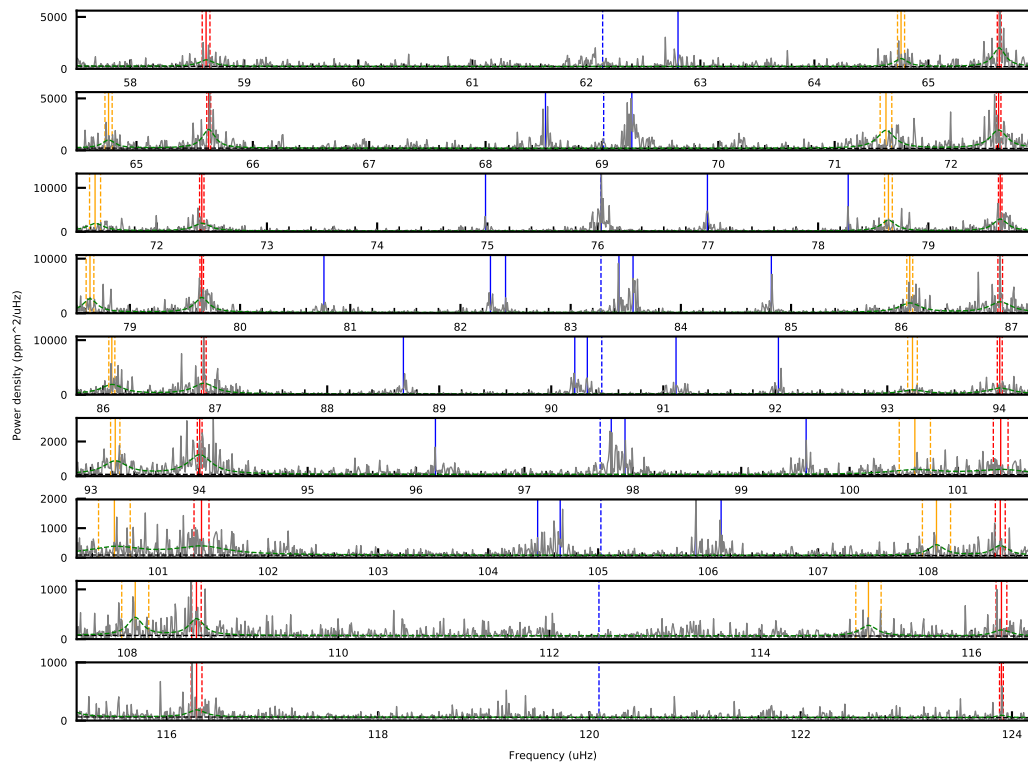 5000
0
58 59 60 61 62 63 64 65
5000
0
65 66 67 68 69 70 71 72
10000
0
72 73 74 75 76 77 78 79
10000
0
79 80 81 82 83 84 85 86 87
10000
0
86 87 88 89 90 91 92 93 94
Power density (ppm^2/uHz)
2000
0
93 94 95 96 97 98 99 100 101
2000
1000
0
101 102 103 104 105 106 107 108
1000
0
108 110 112 114 116
1000
0
116 118 120 122 124
Frequency (uHz)